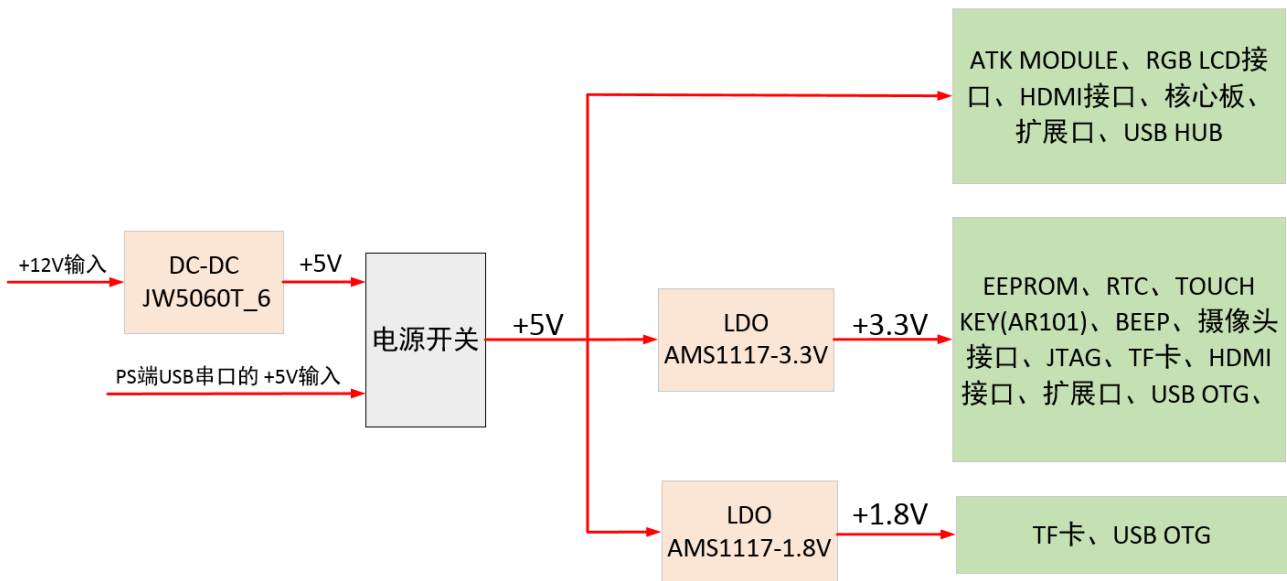 ATK MODULE、RGB LCD接
口、HDMI接口、核心板、
扩展口、USB HUB
+12V输入
DC-DC
JW5060T_6
+5V
PS端USB串口的 +5V输入
电源开关
+5V
LDO
AMS1117-3.3V
+3.3V
EEPROM、RTC、TOUCH
KEY(AR101)、BEEP、摄像头
接口、JTAG、TF卡、HDMI
接口、扩展口、USB OTG、
LDO
AMS1117-1.8V
+1.8V
TF卡、USB OTG